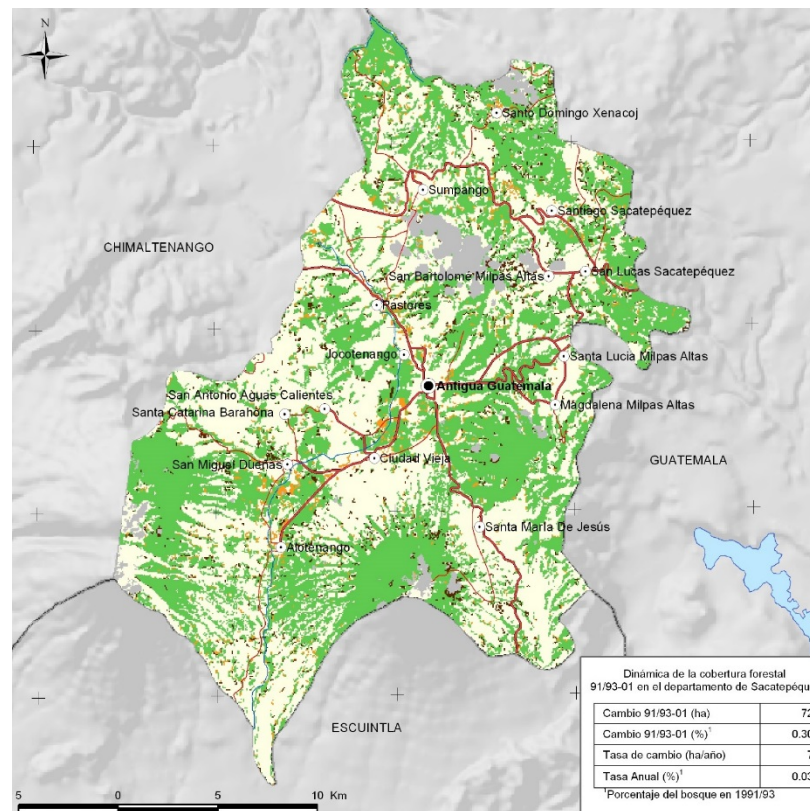 N
Santo Domingo Xenacoj
Sumpango
Santiago Sacatepéquez
CHIMALTENANGO
San Bartolomé Milpas Altas
San Lucas Sacatepéquez
Pastores
Jocotenango
Santa Lucia Milpas Altas
Antigua Guatemala
San Antonio Aguas Calientes
Santa Catarina Barahona
Magdalena Milpas Altas
Ciudad Vieja
San Miguel Dueñas
GUATEMALA
Santa María De Jesús
Alotenango
ESCUINTLA
Dinámica de la cobertura forestal
91/93-01 en el departamento de Sacatepéqu
Cambio 91/93-01 (ha) 72
Cambio 91/93-01 (%)¹ 0.30
Tasa de cambio (ha/año) 7
Tasa Anual (%)¹ 0.03
¹Porcentaje del bosque en 1991/93
5 0 5 10 Km